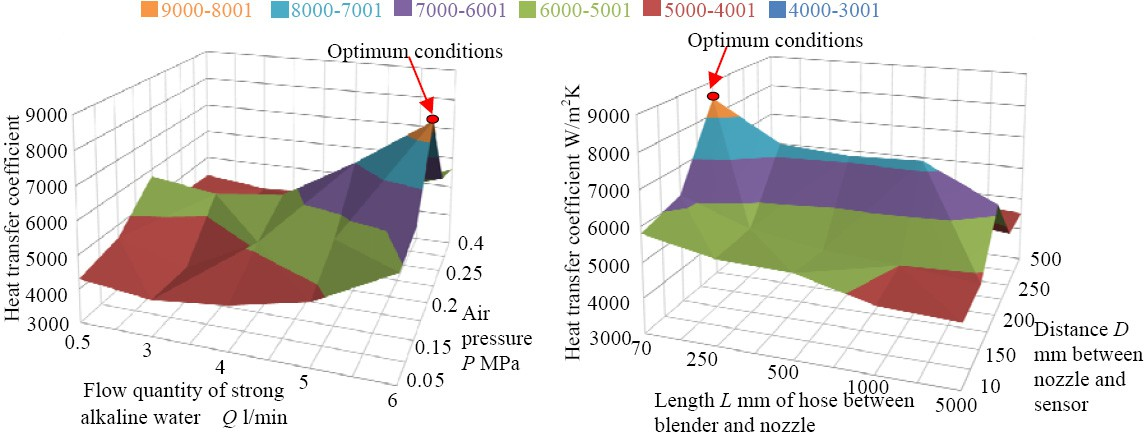 9000-8001 8000-7001 7000-6001 6000-5001 5000-4001 4000-3001
Optimum conditions
Heat transfer coefficient
9000
8000
7000
6000
5000
4000
3000
0.5
3
4
5
6
0.4
0.25
0.2
0.15
0.05
Air
pressure
P MPa
Flow quantity of strong
alkaline water Q l/min
Optimum conditions
Heat transfer coefficient W/m²K
9000
8000
7000
6000
5000
4000
3000
70
250
500
1000
5000
500
250
200
150
10
Distance D
mm between
nozzle and
sensor
Length L mm of hose between
blender and nozzle